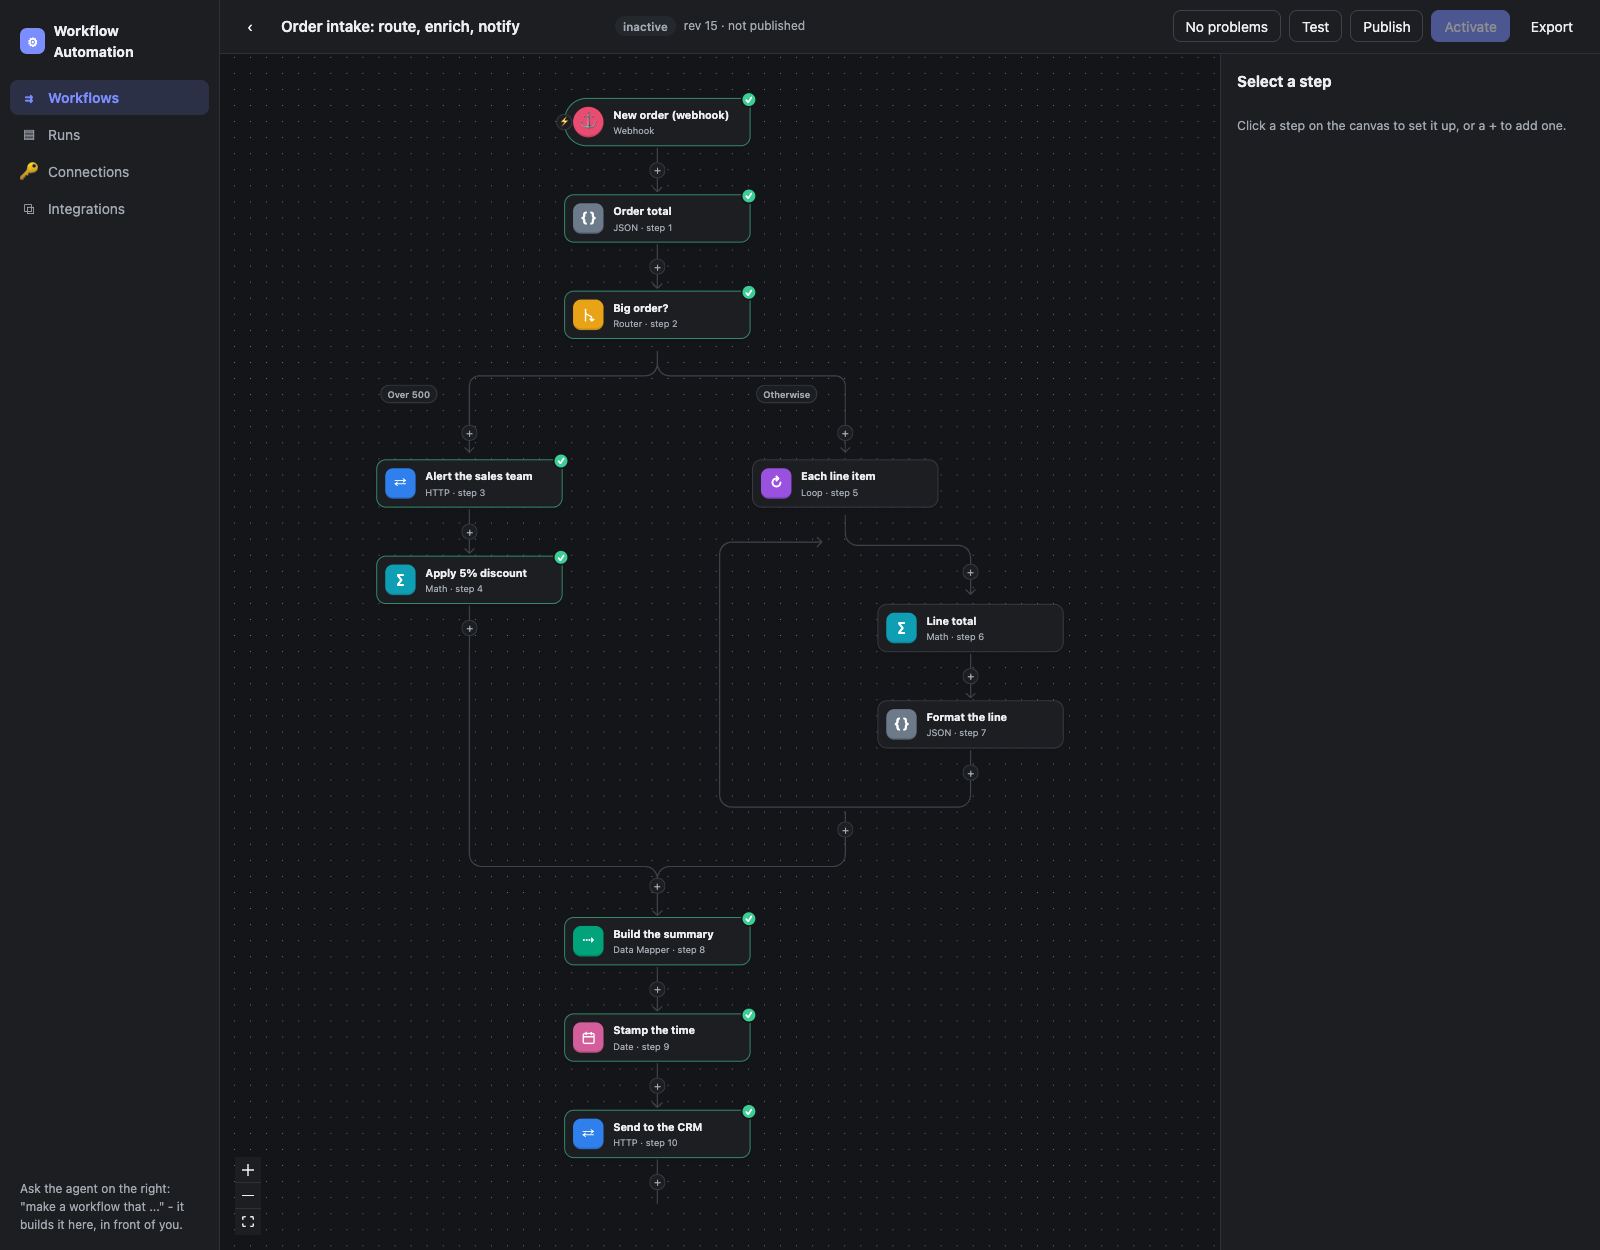 Workflow
Automation
Workflows
Runs
Connections
Integrations
Ask the agent on the right:
"make a workflow that ..." - it
builds it here, in front of you.
Order intake: route, enrich, notify
inactive
rev 15 · not published
No problems
Test
Publish
Activate
Export
New order (webhook)
Webhook
Order total
JSON · step 1
Big order?
Router · step 2
Over 500
Otherwise
Alert the sales team
HTTP · step 3
Each line item
Loop · step 5
Apply 5% discount
Math · step 4
Line total
Math · step 6
Format the line
JSON · step 7
Build the summary
Data Mapper · step 8
Stamp the time
Date · step 9
Send to the CRM
HTTP · step 10
Select a step
Click a step on the canvas to set it up, or a + to add one.